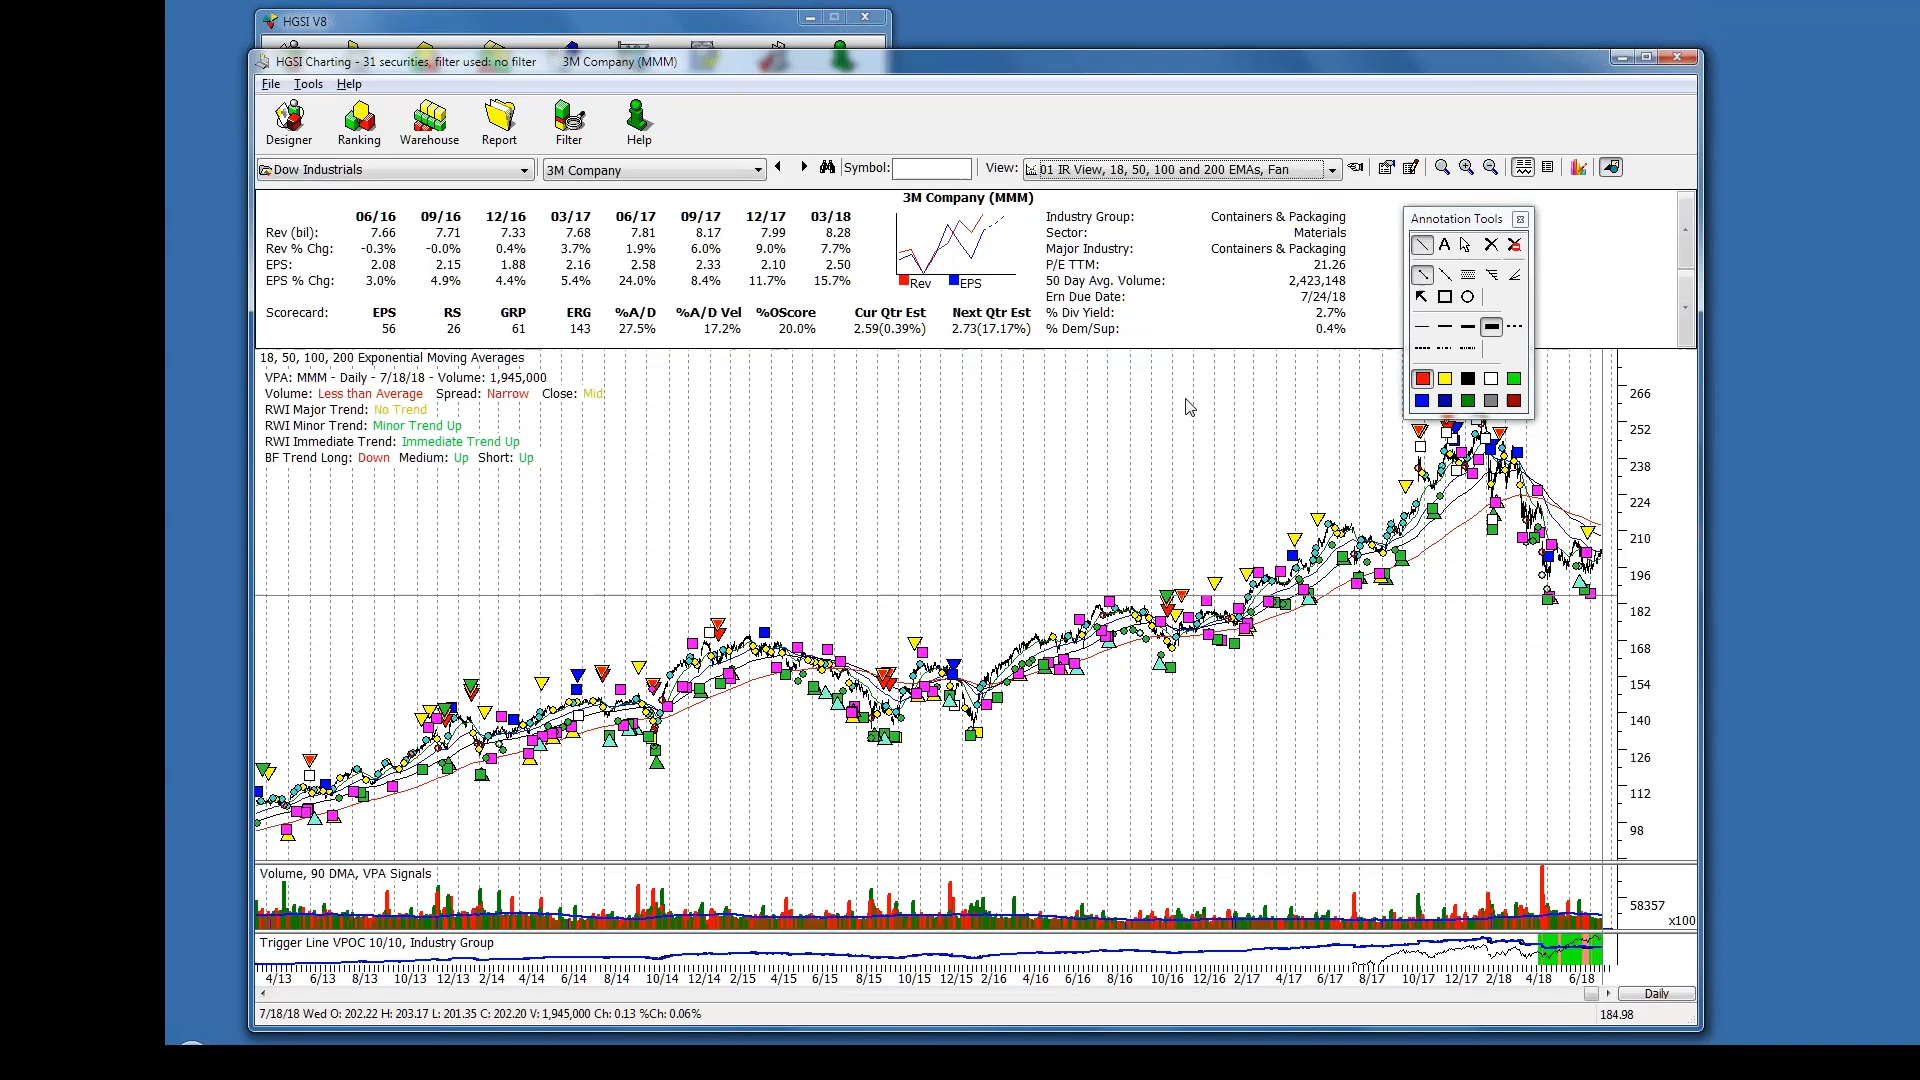 HGSI V8
HGSI Charting - 31 securities, filter used: no filter 3M Company (MMM)
File Tools Help
Designer Ranking Warehouse Report Filter Help
Dow Industrials 3M Company Symbol: View: 01 IR View, 18, 50, 100 and 200 EMAs, Fan
3M Company (MMM)
06/16 09/16 12/16 03/17 06/17 09/17 12/17 03/18
Rev (bil): 7.66 7.71 7.33 7.68 7.81 8.17 7.99 8.28
Rev % Chg: -0.3% -0.0% 0.4% 3.7% 1.9% 6.0% 9.0% 7.7%
EPS: 2.08 2.15 1.88 2.16 2.58 2.33 2.10 2.50
EPS % Chg: 3.0% 4.9% 4.4% 5.4% 24.0% 8.4% 11.7% 15.7%
Rev EPS
Scorecard: EPS RS GRP ERG %A/D %A/D Vel %OScore Cur Qtr Est Next Qtr Est
56 26 61 143 27.5% 17.2% 20.0% 2.59(0.39%) 2.73(17.17%)
Industry Group: Containers & Packaging
Sector: Materials
Major Industry: Containers & Packaging
P/E TTM: 21.26
50 Day Avg. Volume: 2,423,148
Ern Due Date: 7/24/18
% Div Yield: 2.7%
% Dem/Sup: 0.4%
Annotation Tools
A
18, 50, 100, 200 Exponential Moving Averages
VPA: MMM - Daily - 7/18/18 - Volume: 1,945,000
Volume: Less than Average Spread: Narrow Close: Mid
RWI Major Trend: No Trend
RWI Minor Trend: Minor Trend Up
RWI Immediate Trend: Immediate Trend Up
BF Trend Long: Down Medium: Up Short: Up
266
252
238
224
210
196
182
168
154
140
126
112
98
Volume, 90 DMA, VPA Signals
58357
x100
Trigger Line VPOC 10/10, Industry Group
4/13 6/13 8/13 10/13 12/13 2/14 4/14 6/14 8/14 10/14 12/14 2/15 4/15 6/15 8/15 10/15 12/15 2/16 4/16 6/16 8/16 10/16 12/16 2/17 4/17 6/17 8/17 10/17 12/17 2/18 4/18 6/18
Daily
7/18/18 Wed O: 202.22 H: 203.17 L: 201.35 C: 202.20 V: 1,945,000 Ch: 0.13 %Ch: 0.06%
184.98